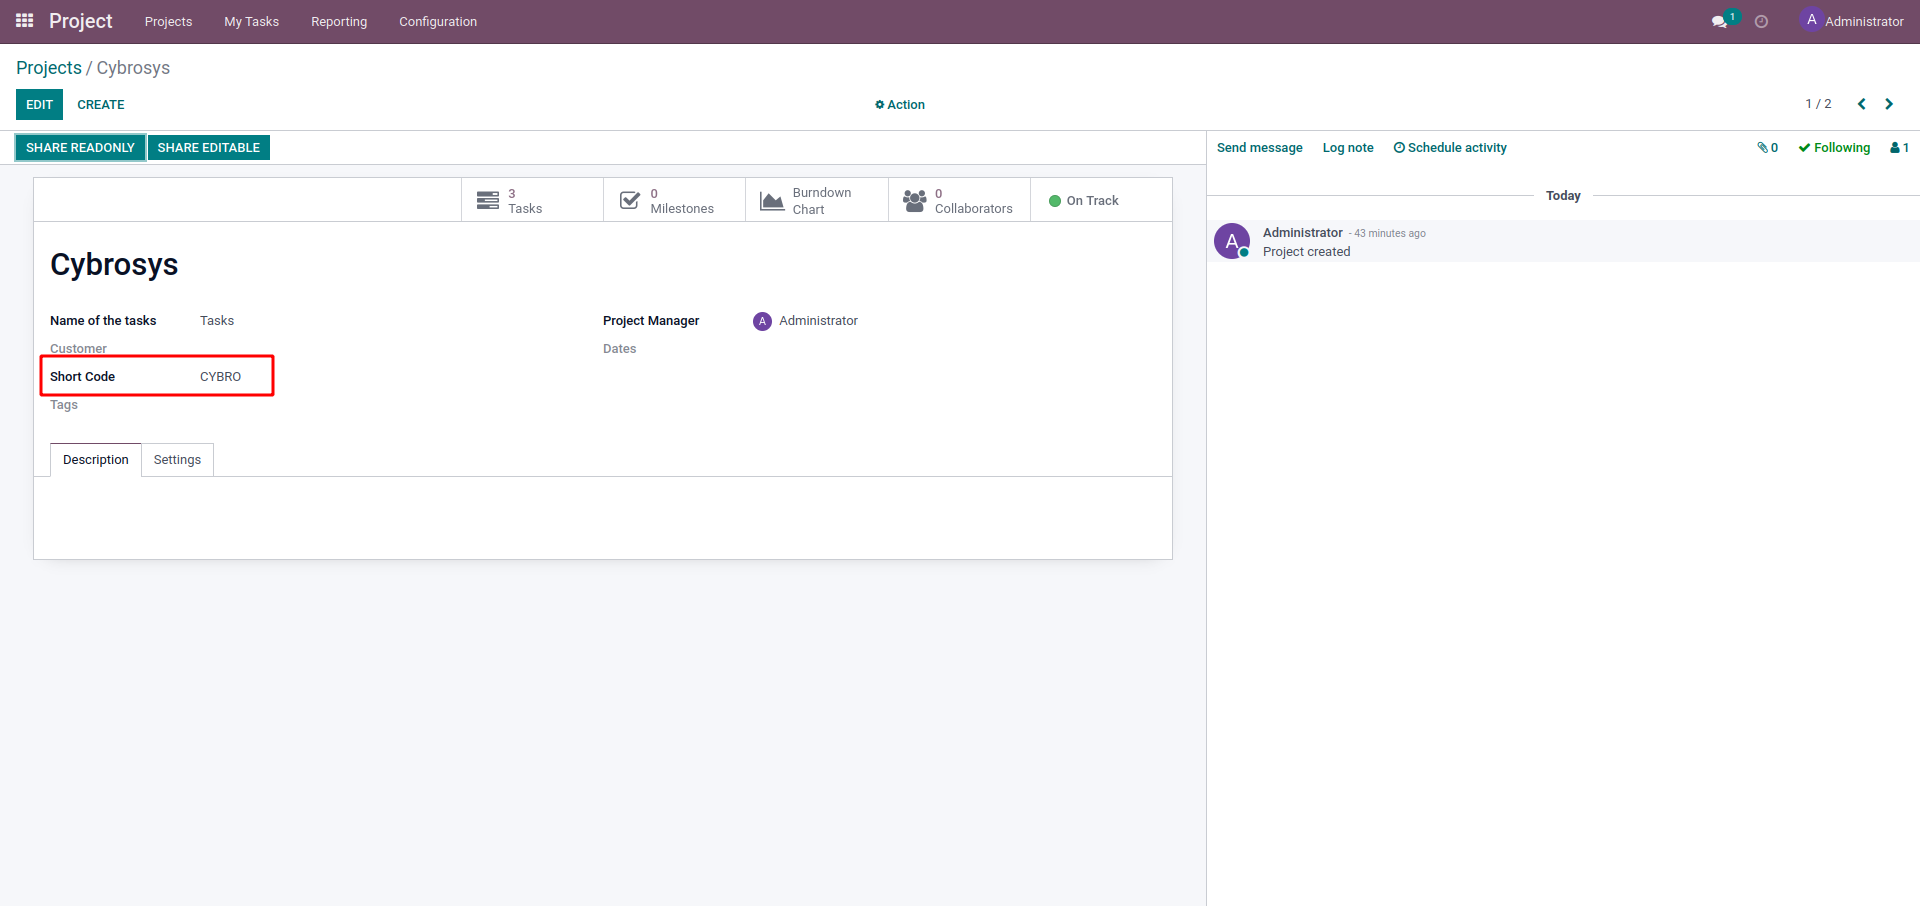 Project Projects My Tasks Reporting Configuration 1 A Administrator
Projects / Cybrosys
EDIT CREATE Action 1 / 2
SHARE READONLY SHARE EDITABLE
3
Tasks
0
Milestones
Burndown
Chart
0
Collaborators
On Track
Cybrosys
Name of the tasks Tasks
Customer
Short Code CYBRO
Tags
Project Manager A Administrator
Dates
Description Settings
Send message Log note Schedule activity 0 Following 1
Today
A
Administrator - 43 minutes ago
Project created